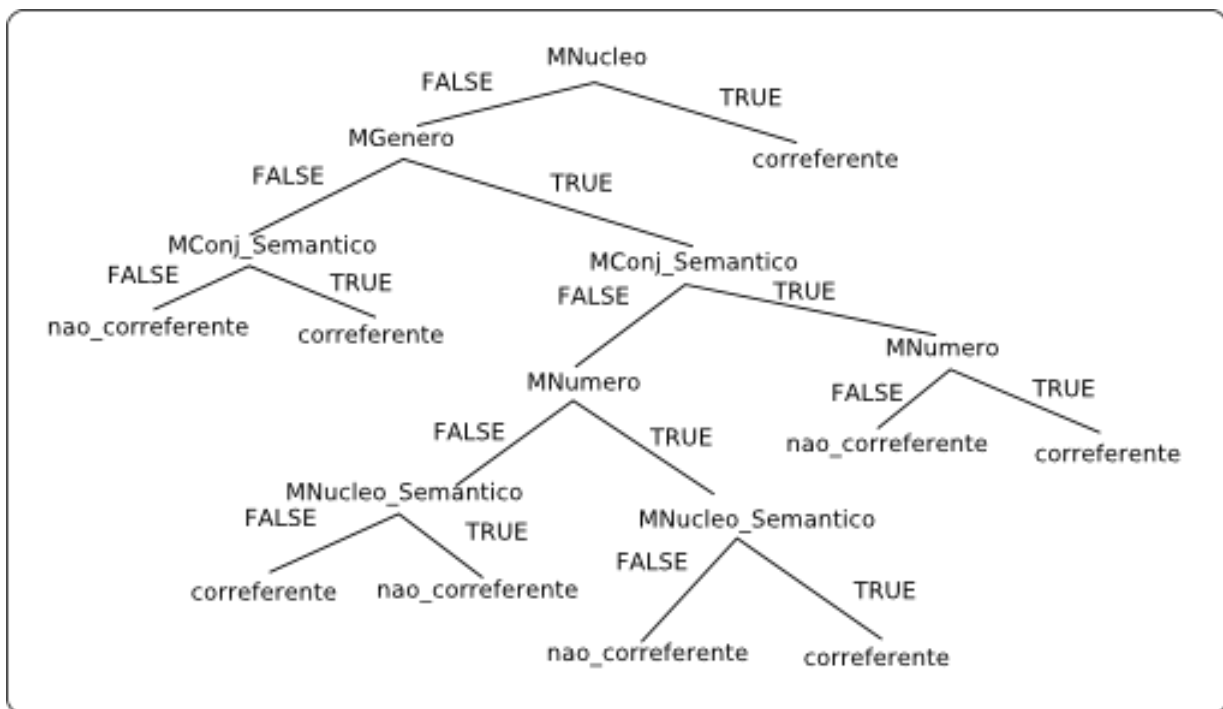 MNucleo
FALSE
TRUE
MGenero
correferente
FALSE
TRUE
MConj_Semantico
MConj_Semantico
FALSE
TRUE
FALSE
TRUE
nao_correferente
correferente
MNumero
MNumero
FALSE
TRUE
FALSE
TRUE
nao_correferente
correferente
MNucleo_Semántico
MNucleo_Semantico
FALSE
TRUE
FALSE
TRUE
correferente
nao_correferente
nao_correferente
correferente